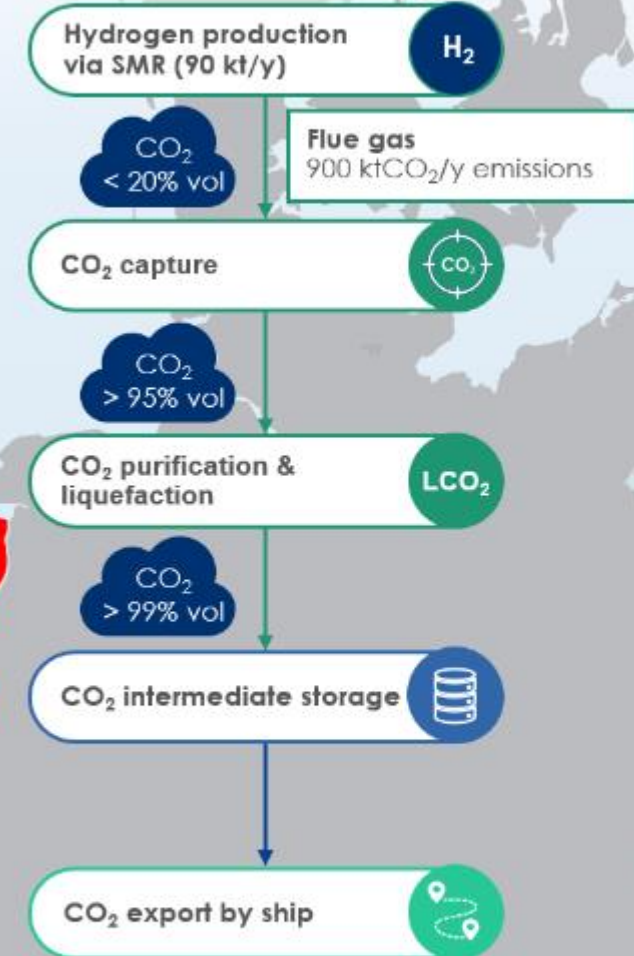 Hydrogen production
via SMR (90 kt/y)
H₂
CO₂
< 20% vol
Flue gas
900 ktCO₂/y emissions
CO₂ capture
CO₂
CO₂
> 95% vol
CO₂ purification &
liquefaction
LCO₂
CO₂
> 99% vol
CO₂ intermediate storage
CO₂ export by ship